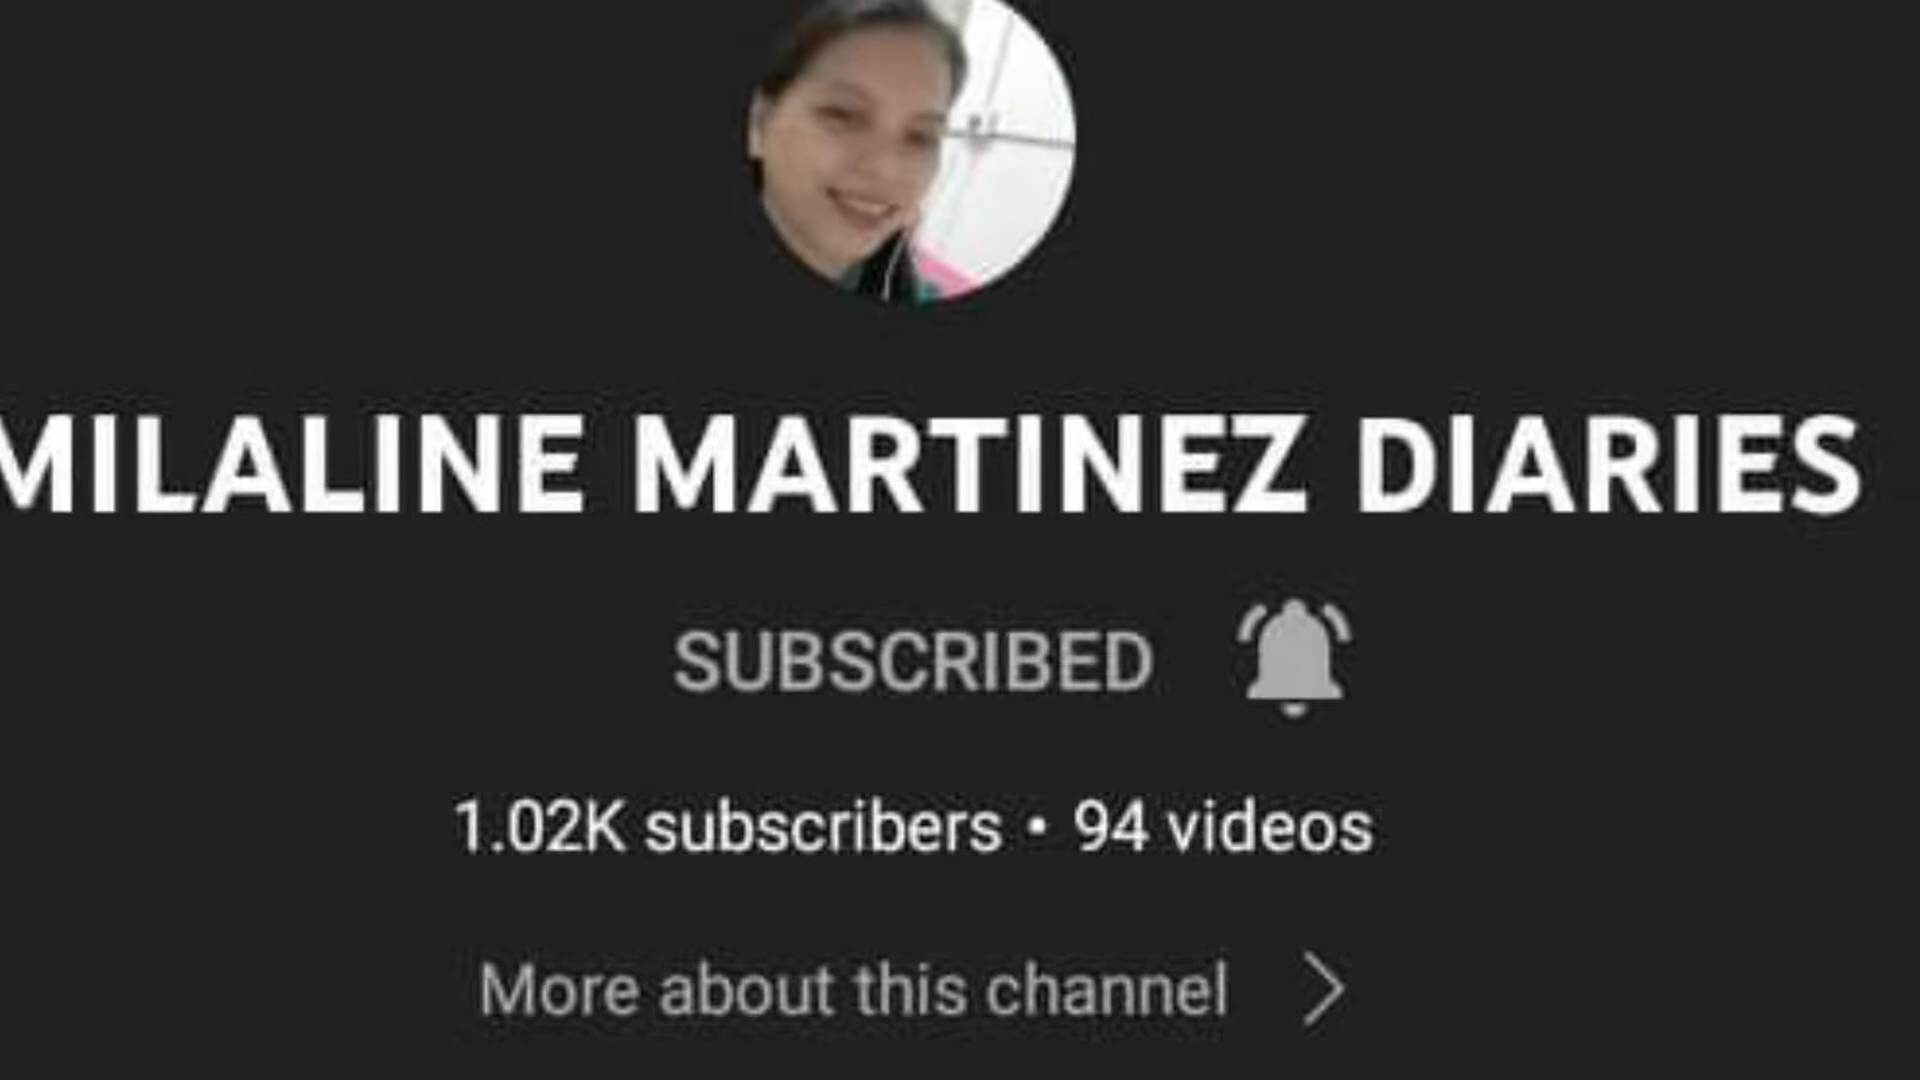 MILALINE MARTINEZ DIARIES
SUBSCRIBED
1.02K subscribers • 94 videos
More about this channel